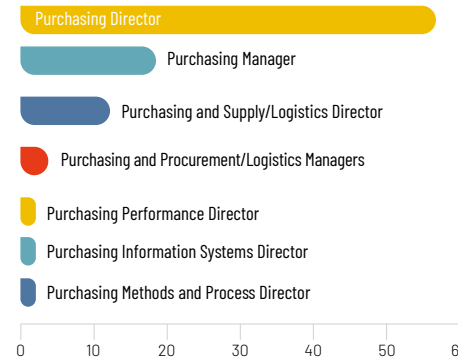 Purchasing Director
Purchasing Manager
Purchasing and Supply/Logistics Director
Purchasing and Procurement/Logistics Managers
Purchasing Performance Director
Purchasing Information Systems Director
Purchasing Methods and Process Director
0 10 20 30 40 50